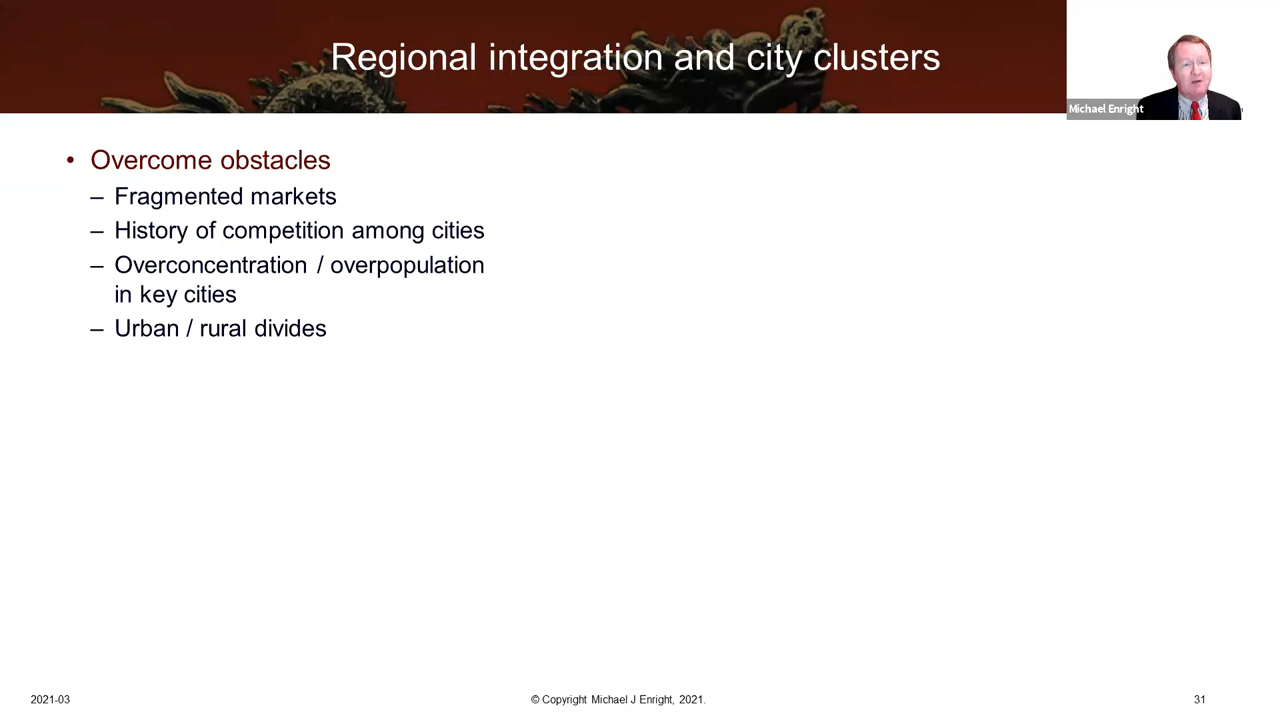 Regional integration and city clusters
Michael Enright
• Overcome obstacles
– Fragmented markets
– History of competition among cities
– Overconcentration / overpopulation
in key cities
– Urban / rural divides
2021-03
© Copyright Michael J Enright, 2021.
31